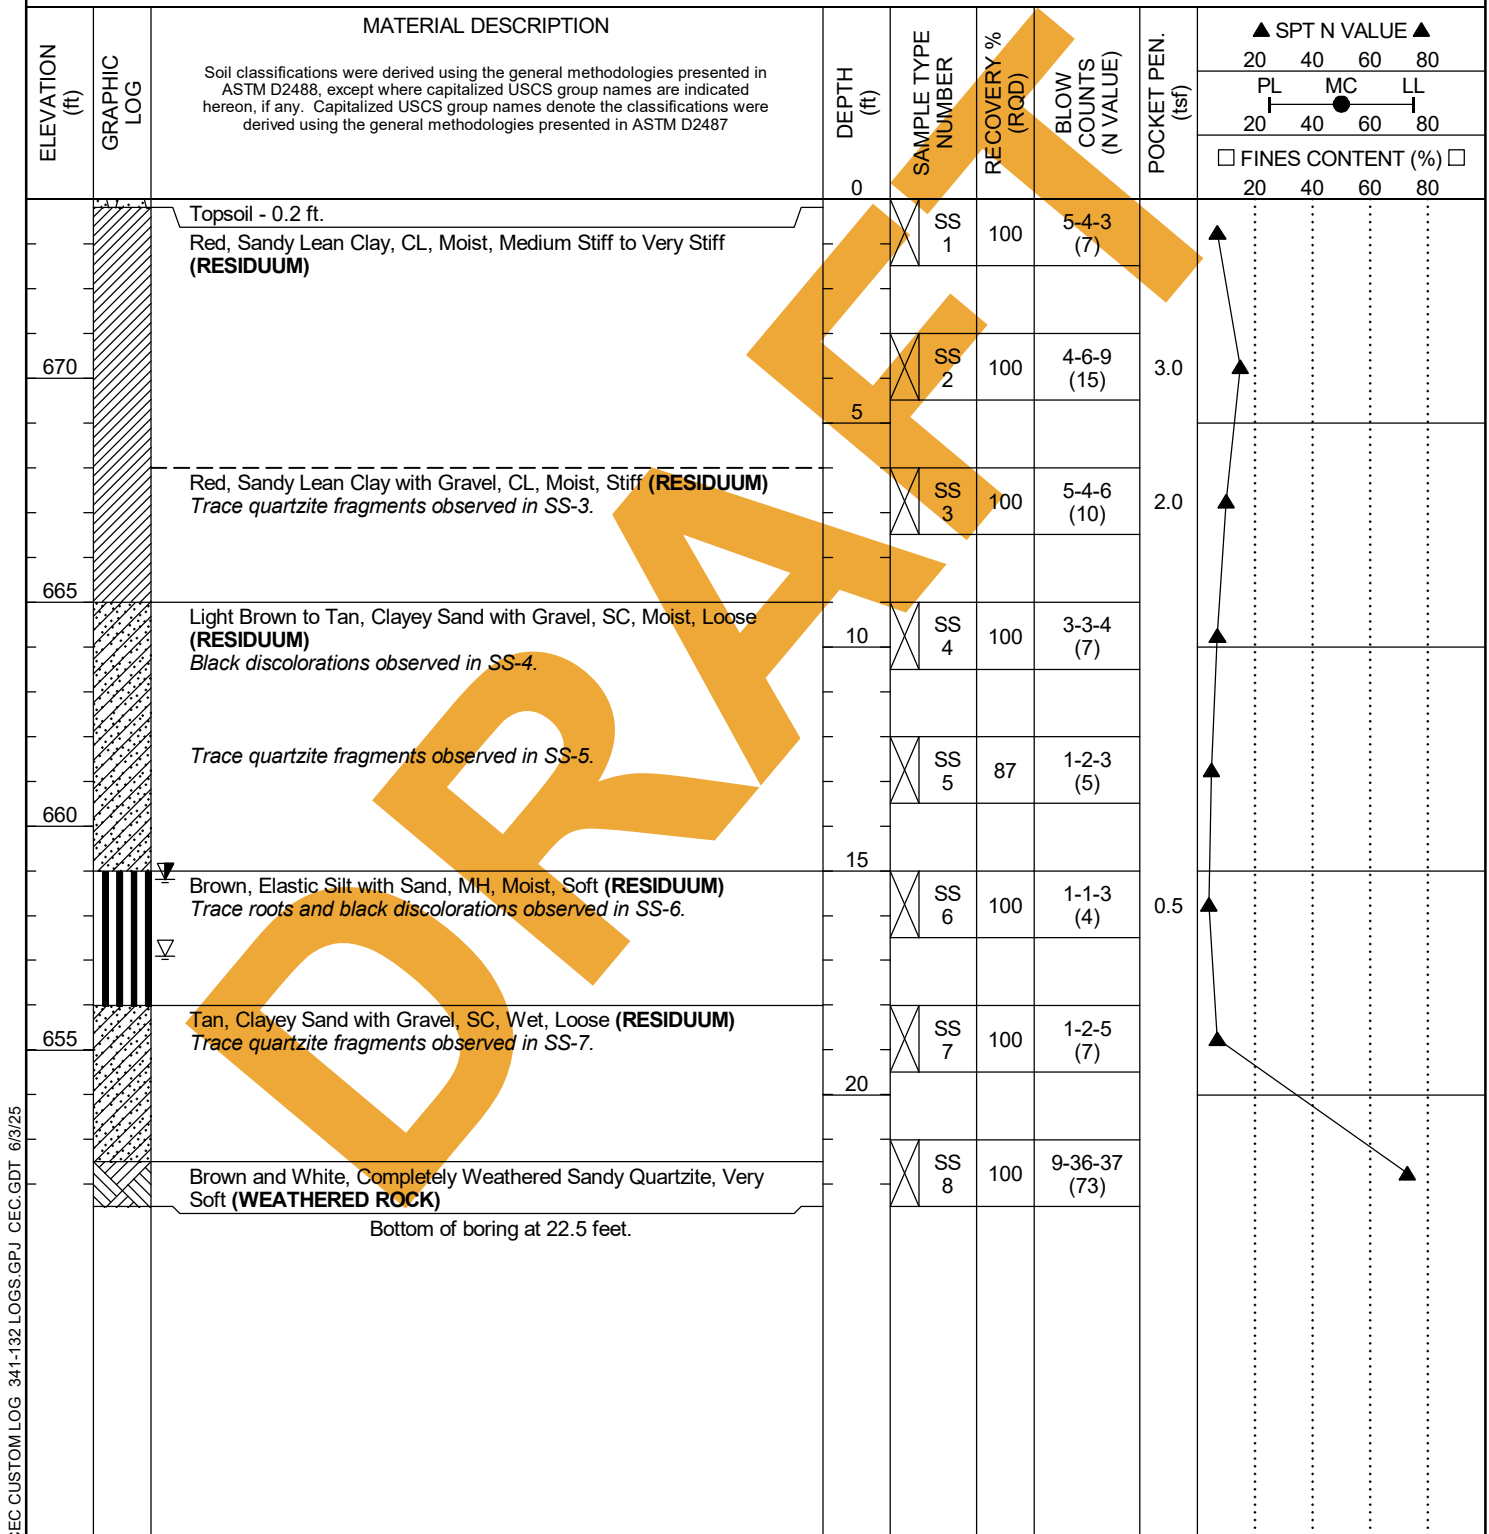 ELEVATION
(ft)
GRAPHIC
LOG
MATERIAL DESCRIPTION
Soil classifications were derived using the general methodologies presented in
ASTM D2488, except where capitalized USCS group names are indicated
hereon, if any. Capitalized USCS group names denote the classifications were
derived using the general methodologies presented in ASTM D2487
DEPTH
(ft)
SAMPLE TYPE
NUMBER
RECOVERY %
(RQD)
BLOW
COUNTS
(N VALUE)
POCKET PEN.
(tsf)
▲ SPT N VALUE ▲
20 40 60 80
PL MC LL
20 40 60 80
□ FINES CONTENT (%) □
20 40 60 80
0
Topsoil - 0.2 ft.
Red, Sandy Lean Clay, CL, Moist, Medium Stiff to Very Stiff
(RESIDUUM)
SS
1
100
5-4-3
(7)
670
SS
2
100
4-6-9
(15)
3.0
5
Red, Sandy Lean Clay with Gravel, CL, Moist, Stiff (RESIDUUM)
Trace quartzite fragments observed in SS-3.
SS
3
100
5-4-6
(10)
2.0
665
Light Brown to Tan, Clayey Sand with Gravel, SC, Moist, Loose
(RESIDUUM)
Black discolorations observed in SS-4.
10
SS
4
100
3-3-4
(7)
Trace quartzite fragments observed in SS-5.
SS
5
87
1-2-3
(5)
660
15
Brown, Elastic Silt with Sand, MH, Moist, Soft (RESIDUUM)
Trace roots and black discolorations observed in SS-6.
SS
6
100
1-1-3
(4)
0.5
Tan, Clayey Sand with Gravel, SC, Wet, Loose (RESIDUUM)
Trace quartzite fragments observed in SS-7.
655
SS
7
100
1-2-5
(7)
20
Brown and White, Completely Weathered Sandy Quartzite, Very
Soft (WEATHERED ROCK)
SS
8
100
9-36-37
(73)
Bottom of boring at 22.5 feet.
DRAFT
CEC CUSTOM LOG 341-132 LOGS.GPJ CEC.GDT 6/3/25